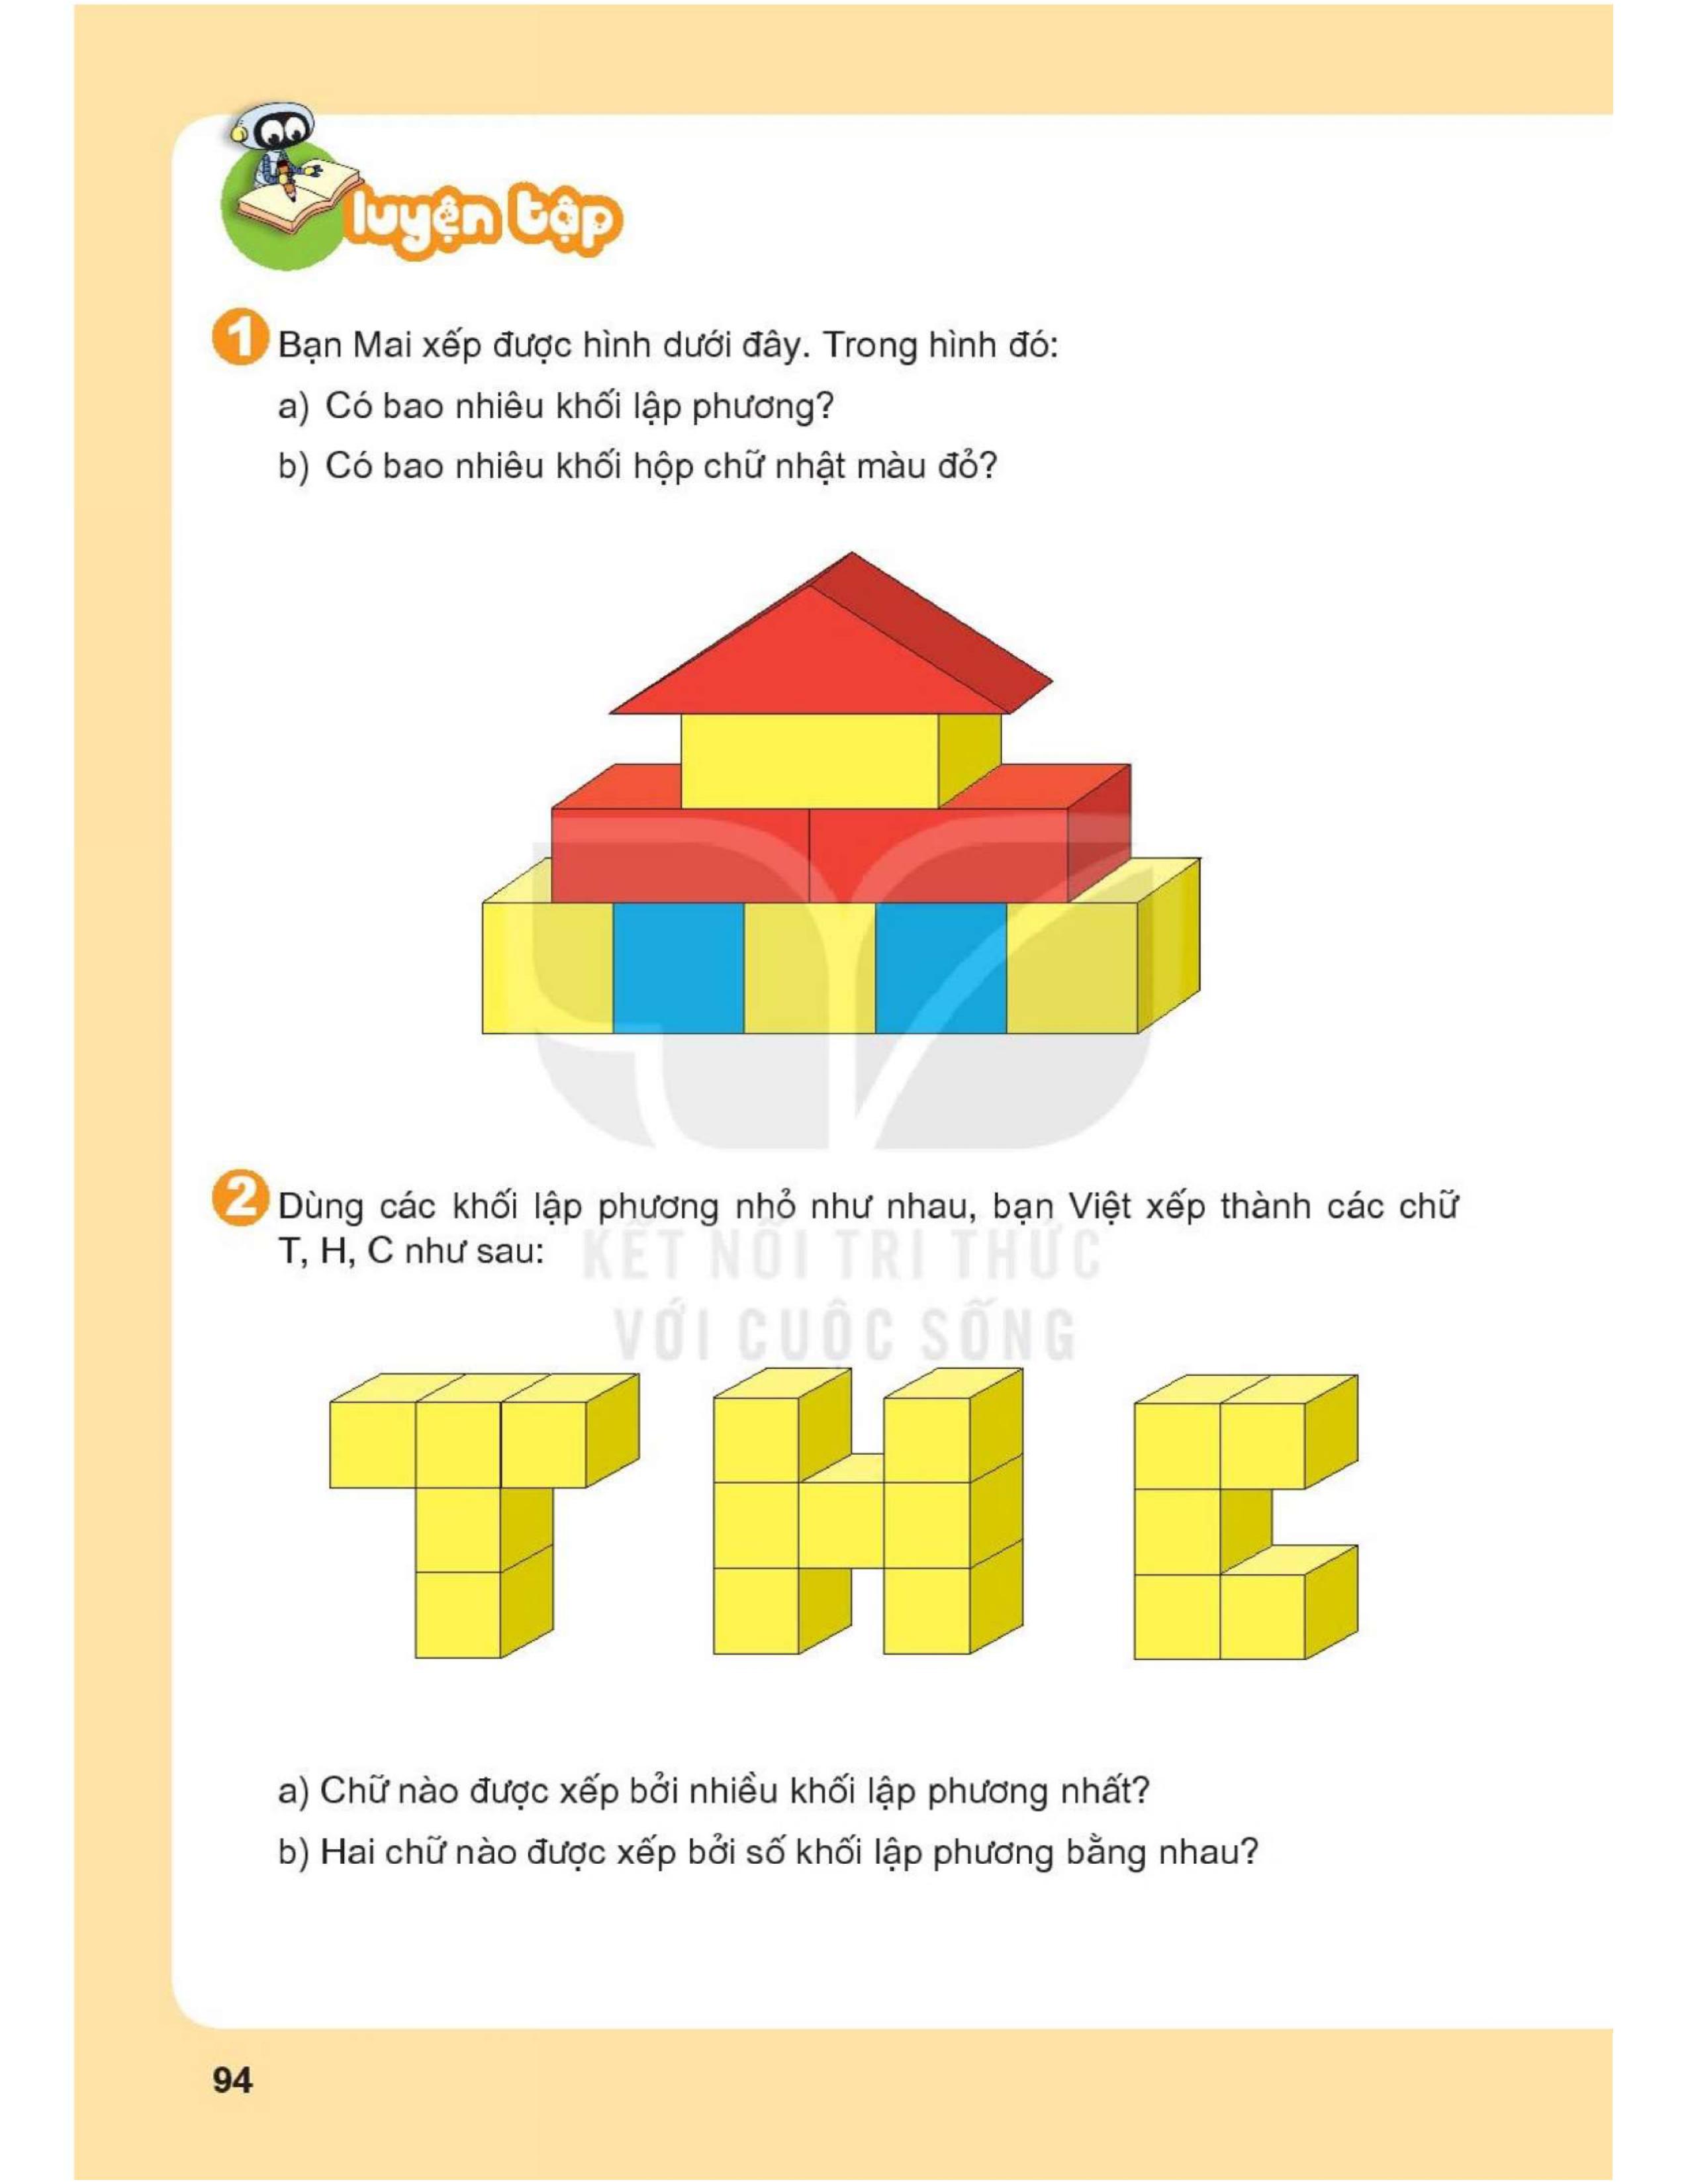 luyện tập
1 Bạn Mai xếp được hình dưới đây. Trong hình đó:
a) Có bao nhiêu khối lập phương?
b) Có bao nhiêu khối hộp chữ nhật màu đỏ?
2 Dùng các khối lập phương nhỏ như nhau, bạn Việt xếp thành các chữ
T, H, C như sau:
KẾT NỐI TRI THỨC
VỚI CUỘC SỐNG
a) Chữ nào được xếp bởi nhiều khối lập phương nhất?
b) Hai chữ nào được xếp bởi số khối lập phương bằng nhau?
94